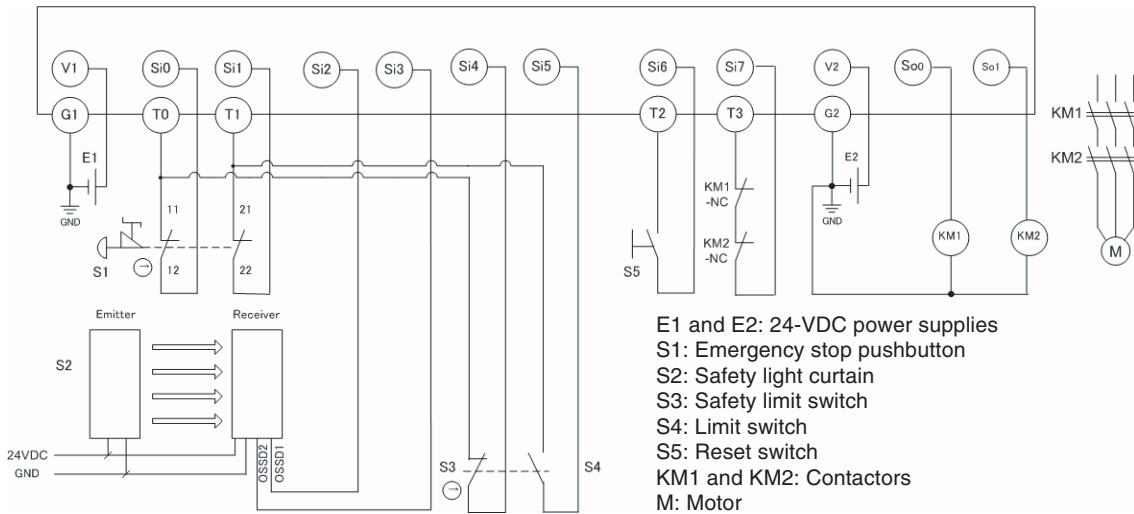 V1 Si0 Si1 Si2 Si3 Si4 Si5 Si6 Si7 V2 So0 So1
G1 T0 T1 T2 T3 G2
KM1
KM2
M
E1
GND
11 21
S1 12 22
KM1
-NC
KM2
-NC
S5
E2
GND
KM1 KM2
Emitter Receiver
S2
24VDC
GND
OSSD2
OSSD1
S3 S4
E1 and E2: 24-VDC power supplies
S1: Emergency stop pushbutton
S2: Safety light curtain
S3: Safety limit switch
S4: Limit switch
S5: Reset switch
KM1 and KM2: Contactors
M: Motor